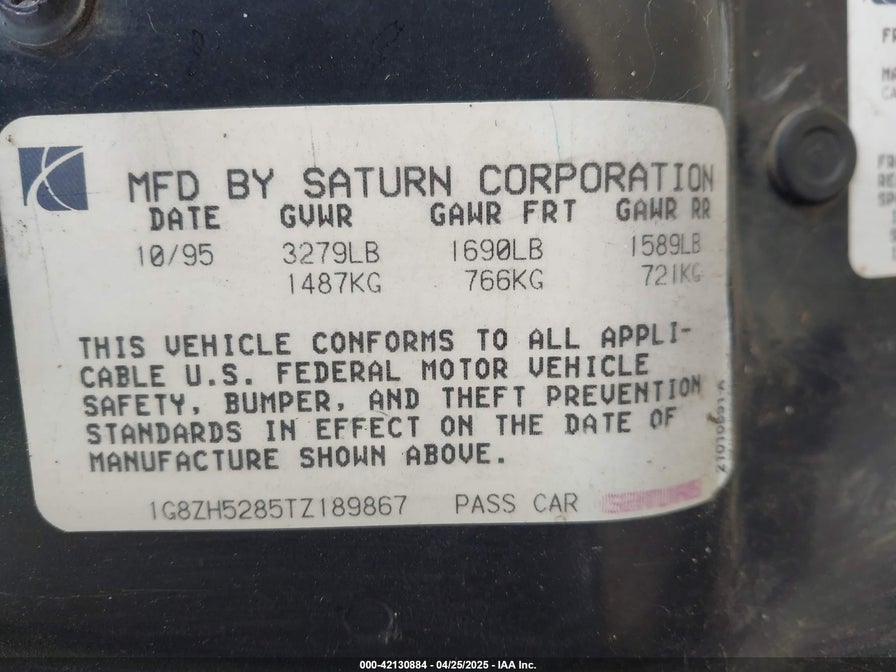 MFD BY SATURN CORPORATION
DATE GVWR GAWR FRT GAWR RR
10/95 3279LB 1690LB 1589LB
1487KG 766KG 721KG
THIS VEHICLE CONFORMS TO ALL APPLI-
CABLE U.S. FEDERAL MOTOR VEHICLE
SAFETY, BUMPER, AND THEFT PREVENTION
STANDARDS IN EFFECT ON THE DATE OF
MANUFACTURE SHOWN ABOVE.
1G8ZH5285TZ189867 PASS CAR
000-42130884 / 04/25/2025 - IAA Inc.